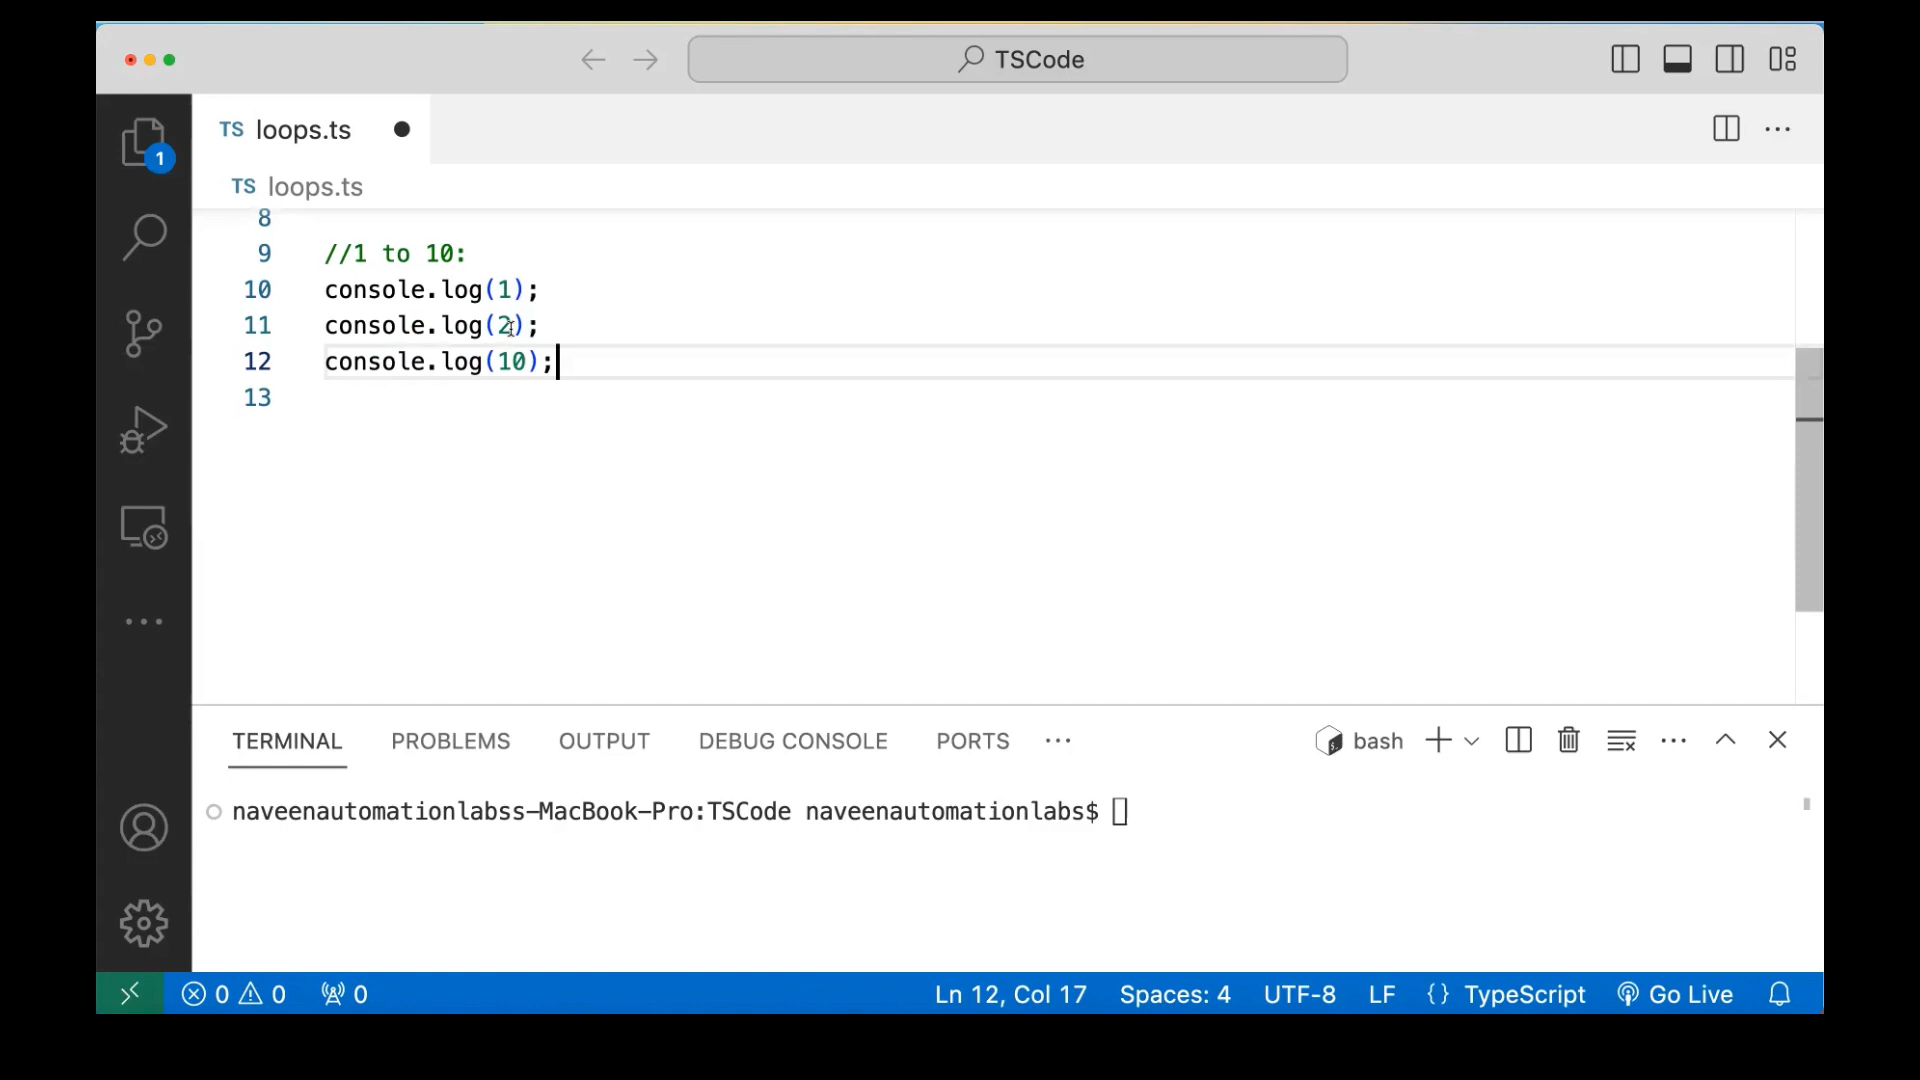 TSCode
TS loops.ts
1
TS loops.ts
8
9 //1 to 10:
10 console.log(1);
11 console.log(2);
12 console.log(10);
13
TERMINAL PROBLEMS OUTPUT DEBUG CONSOLE PORTS ··· bash
naveenautomationlabss-MacBook-Pro:TSCode naveenautomationlabs$
0 0 0 Ln 12, Col 17 Spaces: 4 UTF-8 LF {} TypeScript Go Live